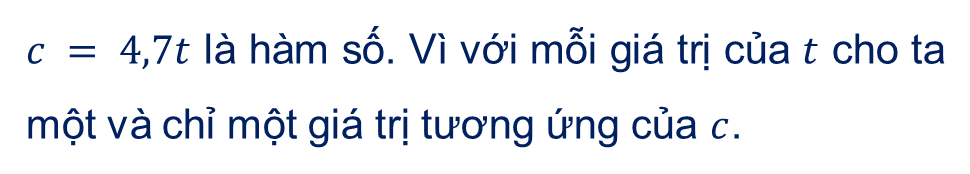 c = 4,7t là hàm số. Vì với mỗi giá trị của t cho ta
một và chỉ một giá trị tương ứng của c.